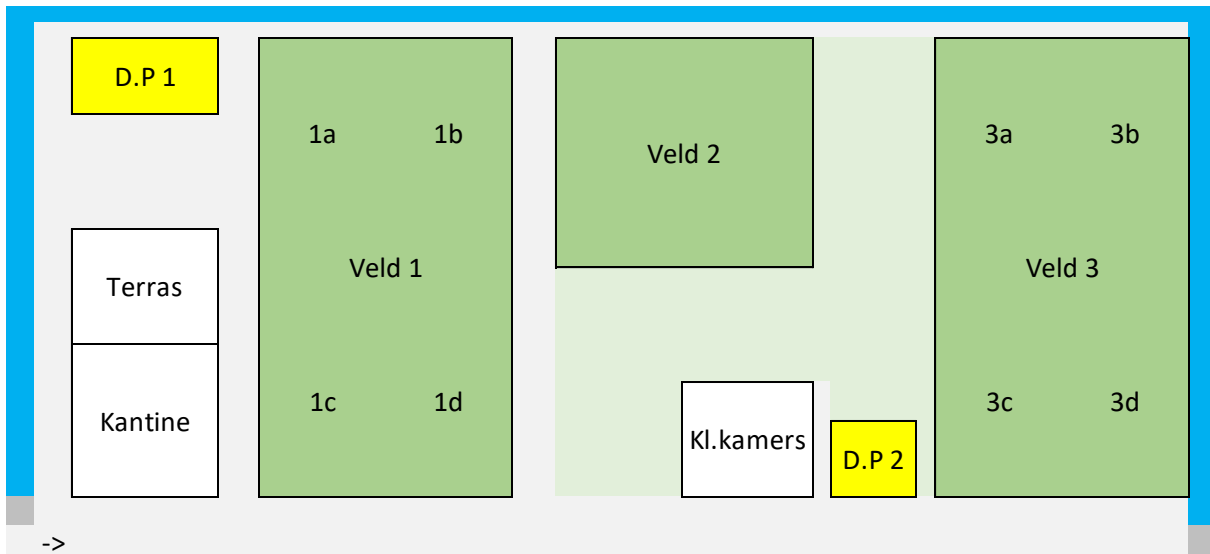 D.P 1
1a
1b
Veld 2
3a
3b
Veld 1
Veld 3
Terras
1c
1d
3c
3d
Kantine
Kl.kamers
D.P 2
->